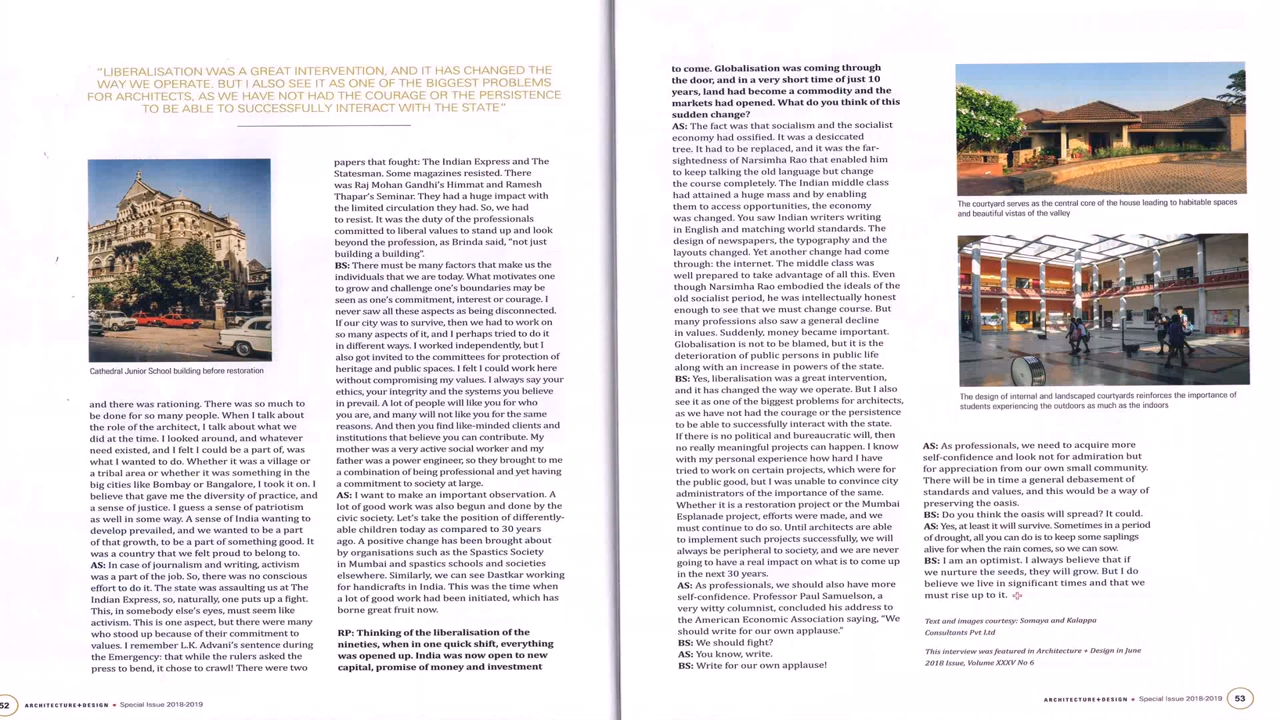 "LIBERALISATION WAS A GREAT INTERVENTION, AND IT HAS CHANGED THE
WAY WE OPERATE. BUT I ALSO SEE IT AS ONE OF THE BIGGEST PROBLEMS
FOR ARCHITECTS, AS WE HAVE NOT HAD THE COURAGE OR THE PERSISTENCE
TO BE ABLE TO SUCCESSFULLY INTERACT WITH THE STATE"
Cathedral Junior School building before restoration
and there was rationing. There was so much to
be done for so many people. When I talk about
the role of the architect, I talk about what we
did at the time. I looked around, and whatever
need existed, and I felt I could be a part of, was
what I wanted to do. Whether it was a village or
a tribal area or whether it was something in the
big cities like Bombay or Bangalore, I took it on. I
believe that gave me the diversity of practice, and
a sense of justice. I guess a sense of patriotism
as well in some way. A sense of India wanting to
develop prevailed, and we wanted to be a part
of that growth, to be a part of something good. It
was a country that we felt proud to belong to.
AS: In case of journalism and writing, activism
was a part of the job. So, there was no conscious
effort to do it. The state was assaulting us at The
Indian Express, so, naturally, one puts up a fight.
This, in somebody else's eyes, must seem like
activism. This is one aspect, but there were many
who stood up because of their commitment to
values. I remember L.K. Advani's sentence during
the Emergency: that while the rulers asked the
press to bend, it chose to crawl! There were two
papers that fought: The Indian Express and The
Statesman. Some magazines resisted. There
was Raj Mohan Gandhi's Himmat and Ramesh
Thapar's Seminar. They had a huge impact with
the limited circulation they had. So, we had
to resist. It was the duty of the professionals
committed to liberal values to stand up and look
beyond the profession, as Brinda said, "not just
building a building".
BS: There must be many factors that make us the
individuals that we are today. What motivates one
to grow and challenge one's boundaries may be
seen as one's commitment, interest or courage. I
never saw all these aspects as being disconnected.
If our city was to survive, then we had to work on
so many aspects of it, and I perhaps tried to do it
in different ways. I worked independently, but I
also got invited to the committees for protection of
heritage and public spaces. I felt I could work here
without compromising my values. I always say your
ethics, your integrity and the systems you believe
in prevail. A lot of people will like you for who
you are, and many will not like you for the same
reasons. And then you find like-minded clients and
institutions that believe you can contribute. My
mother was a very active social worker and my
father was a power engineer, so they brought to me
a combination of being professional and yet having
a commitment to society at large.
AS: I want to make an important observation. A
lot of good work was also begun and done by the
civic society. Let's take the position of differently-
able children today as compared to 30 years
ago. A positive change has been brought about
by organisations such as the Spastics Society
in Mumbai and spastics schools and societies
elsewhere. Similarly, we can see Dastkar working
for handicrafts in India. This was the time when
a lot of good work had been initiated, which has
borne great fruit now.
RP: Thinking of the liberalisation of the
nineties, when in one quick shift, everything
was opened up. India was now open to new
capital, promise of money and investment
52 ARCHITECTURE+DESIGN • Special Issue 2018-2019
to come. Globalisation was coming through
the door, and in a very short time of just 10
years, land had become a commodity and the
markets had opened. What do you think of this
sudden change?
AS: The fact was that socialism and the socialist
economy had ossified. It was a desiccated
tree. It had to be replaced, and it was the far-
sightedness of Narsimha Rao that enabled him
to keep talking the old language but change
the course completely. The Indian middle class
had attained a huge mass and by enabling
them to access opportunities, the economy
was changed. You saw Indian writers writing
in English and matching world standards. The
design of newspapers, the typography and the
layouts changed. Yet another change had come
through: the internet. The middle class was
well prepared to take advantage of all this. Even
though Narsimha Rao embodied the ideals of the
old socialist period, he was intellectually honest
enough to see that we must change course. But
many professions also saw a general decline
in values. Suddenly, money became important.
Globalisation is not to be blamed, but it is the
deterioration of public persons in public life
along with an increase in powers of the state.
BS: Yes, liberalisation was a great intervention,
and it has changed the way we operate. But I also
see it as one of the biggest problems for architects,
as we have not had the courage or the persistence
to be able to successfully interact with the state.
If there is no political and bureaucratic will, then
no really meaningful projects can happen. I know
with my personal experience how hard I have
tried to work on certain projects, which were for
the public good, but I was unable to convince city
administrators of the importance of the same.
Whether it is a restoration project or the Mumbai
Esplanade project, efforts were made, and we
must continue to do so. Until architects are able
to implement such projects successfully, we will
always be peripheral to society, and we are never
going to have a real impact on what is to come up
in the next 30 years.
AS: As professionals, we should also have more
self-confidence. Professor Paul Samuelson, a
very witty columnist, concluded his address to
the American Economic Association saying, "We
should write for our own applause."
BS: We should fight?
AS: You know, write.
BS: Write for our own applause!
The courtyard serves as the central core of the house leading to habitable spaces
and beautiful vistas of the valley
The design of internal and landscaped courtyards reinforces the importance of
students experiencing the outdoors as much as the indoors
AS: As professionals, we need to acquire more
self-confidence and look not for admiration but
for appreciation from our own small community.
There will be in time a general debasement of
standards and values, and this would be a way of
preserving the oasis.
BS: Do you think the oasis will spread? It could.
AS: Yes, at least it will survive. Sometimes in a period
of drought, all you can do is to keep some saplings
alive for when the rain comes, so we can sow.
BS: I am an optimist. I always believe that if
we nurture the seeds, they will grow. But I do
believe we live in significant times and that we
must rise up to it.
Text and images courtesy: Somaya and Kalappa
Consultants Pvt Ltd
This interview was featured in Architecture + Design in June
2018 Issue, Volume XXXV No 6
ARCHITECTURE+DESIGN • Special Issue 2018-2019 53